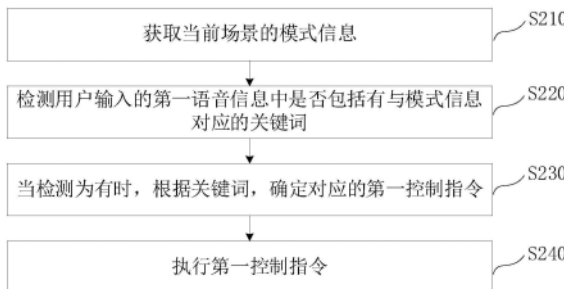 获取当前场景的模式信息
S210
检测用户输入的第一语音信息中是否包括有与模式信息
对应的关键词
S220
当检测为有时，根据关键词，确定对应的第一控制指令
S230
执行第一控制指令
S240